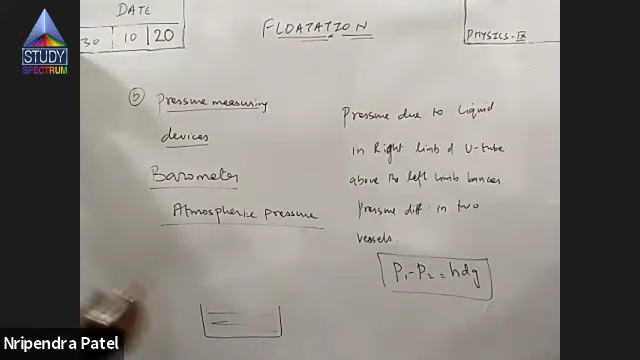 DATE
30 10 20
FLOATATION
PHYSICS-IX
STUDY
SPECTRUM
⑤ Pressure measuring
devices
Barometer
Atmospheric pressure
Pressure due to liquid
in Right limb of U-tube
above the left limb
Pressure diff. in two
vessels.
P₁-P₂ = hdg
Nripendra Patel